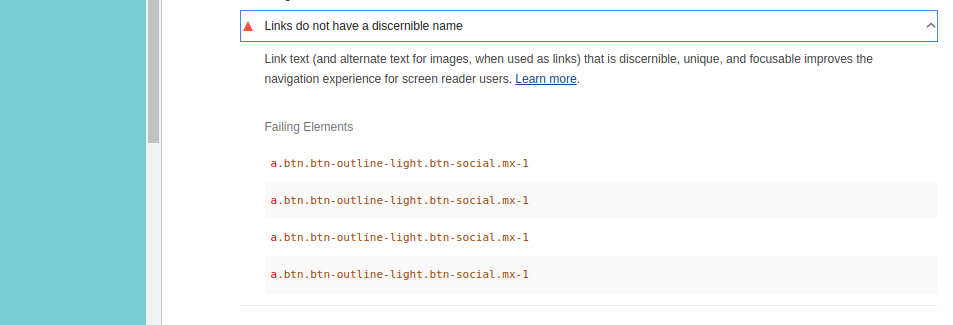 Links do not have a discernible name
Link text (and alternate text for images, when used as links) that is discernible, unique, and focusable improves the
navigation experience for screen reader users. Learn more.
Failing Elements
a.btn.btn-outline-light.btn-social.mx-1
a.btn.btn-outline-light.btn-social.mx-1
a.btn.btn-outline-light.btn-social.mx-1
a.btn.btn-outline-light.btn-social.mx-1